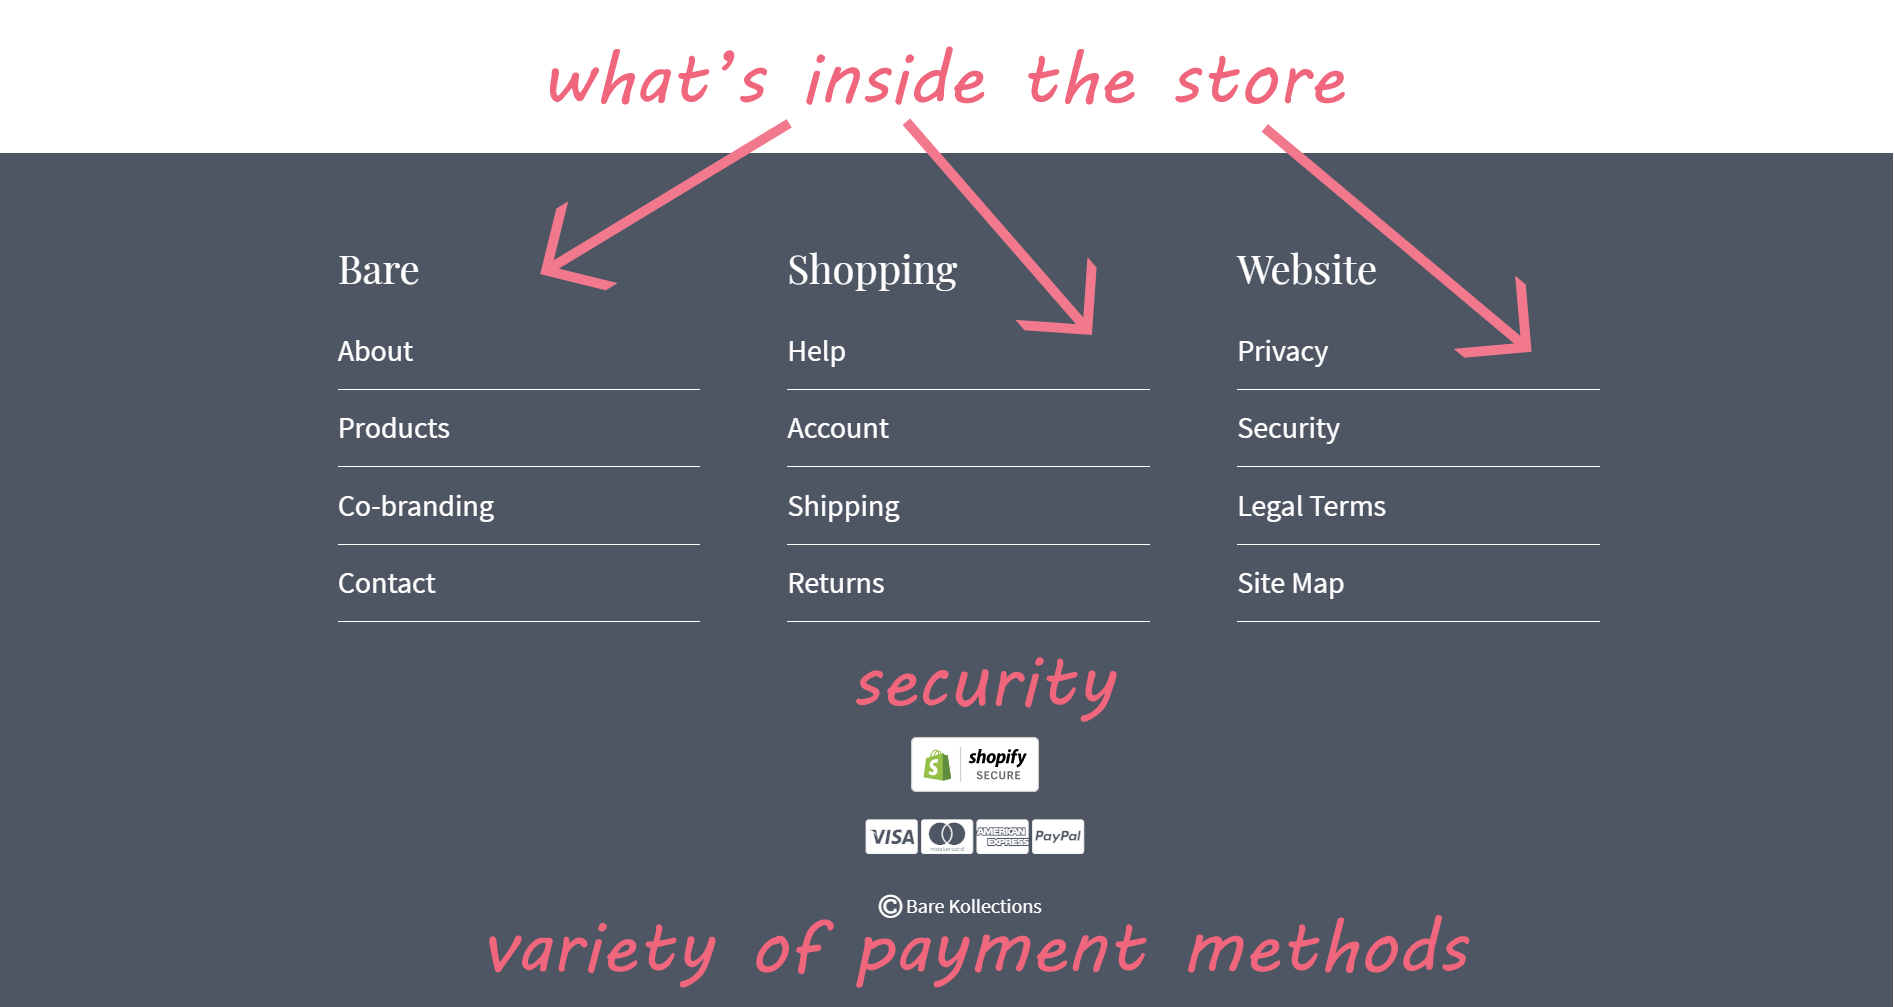 what's inside the store
Bare
About
Products
Co-branding
Contact
Shopping
Help
Account
Shipping
Returns
Website
Privacy
Security
Legal Terms
Site Map
security
S shopify
SECURE
VISA mastercard AMERICAN EXPRESS PayPal
© Bare Kollections
variety of payment methods